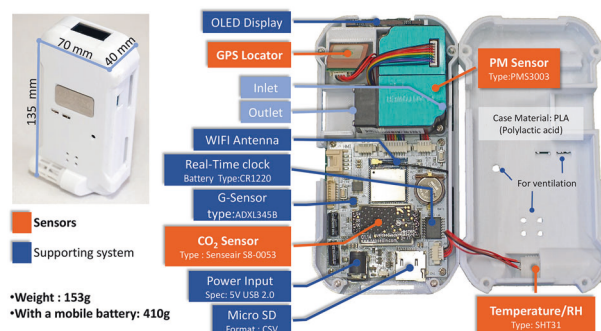 70 mm
40 mm
135 mm
Sensors
Supporting system
•Weight : 153g
•With a mobile battery: 410g
OLED Display
GPS Locator
Inlet
Outlet
WIFI Antenna
Real-Time clock
Battery Type:CR1220
G-Sensor
type:ADXL345B
CO₂ Sensor
Type : Senseair S8-0053
Power Input
Spec: 5V USB 2.0
Micro SD
Format : CSV
PM Sensor
Type:PMS3003
Case Material: PLA
(Polylactic acid)
For ventilation
Temperature/RH
Type: SHT31